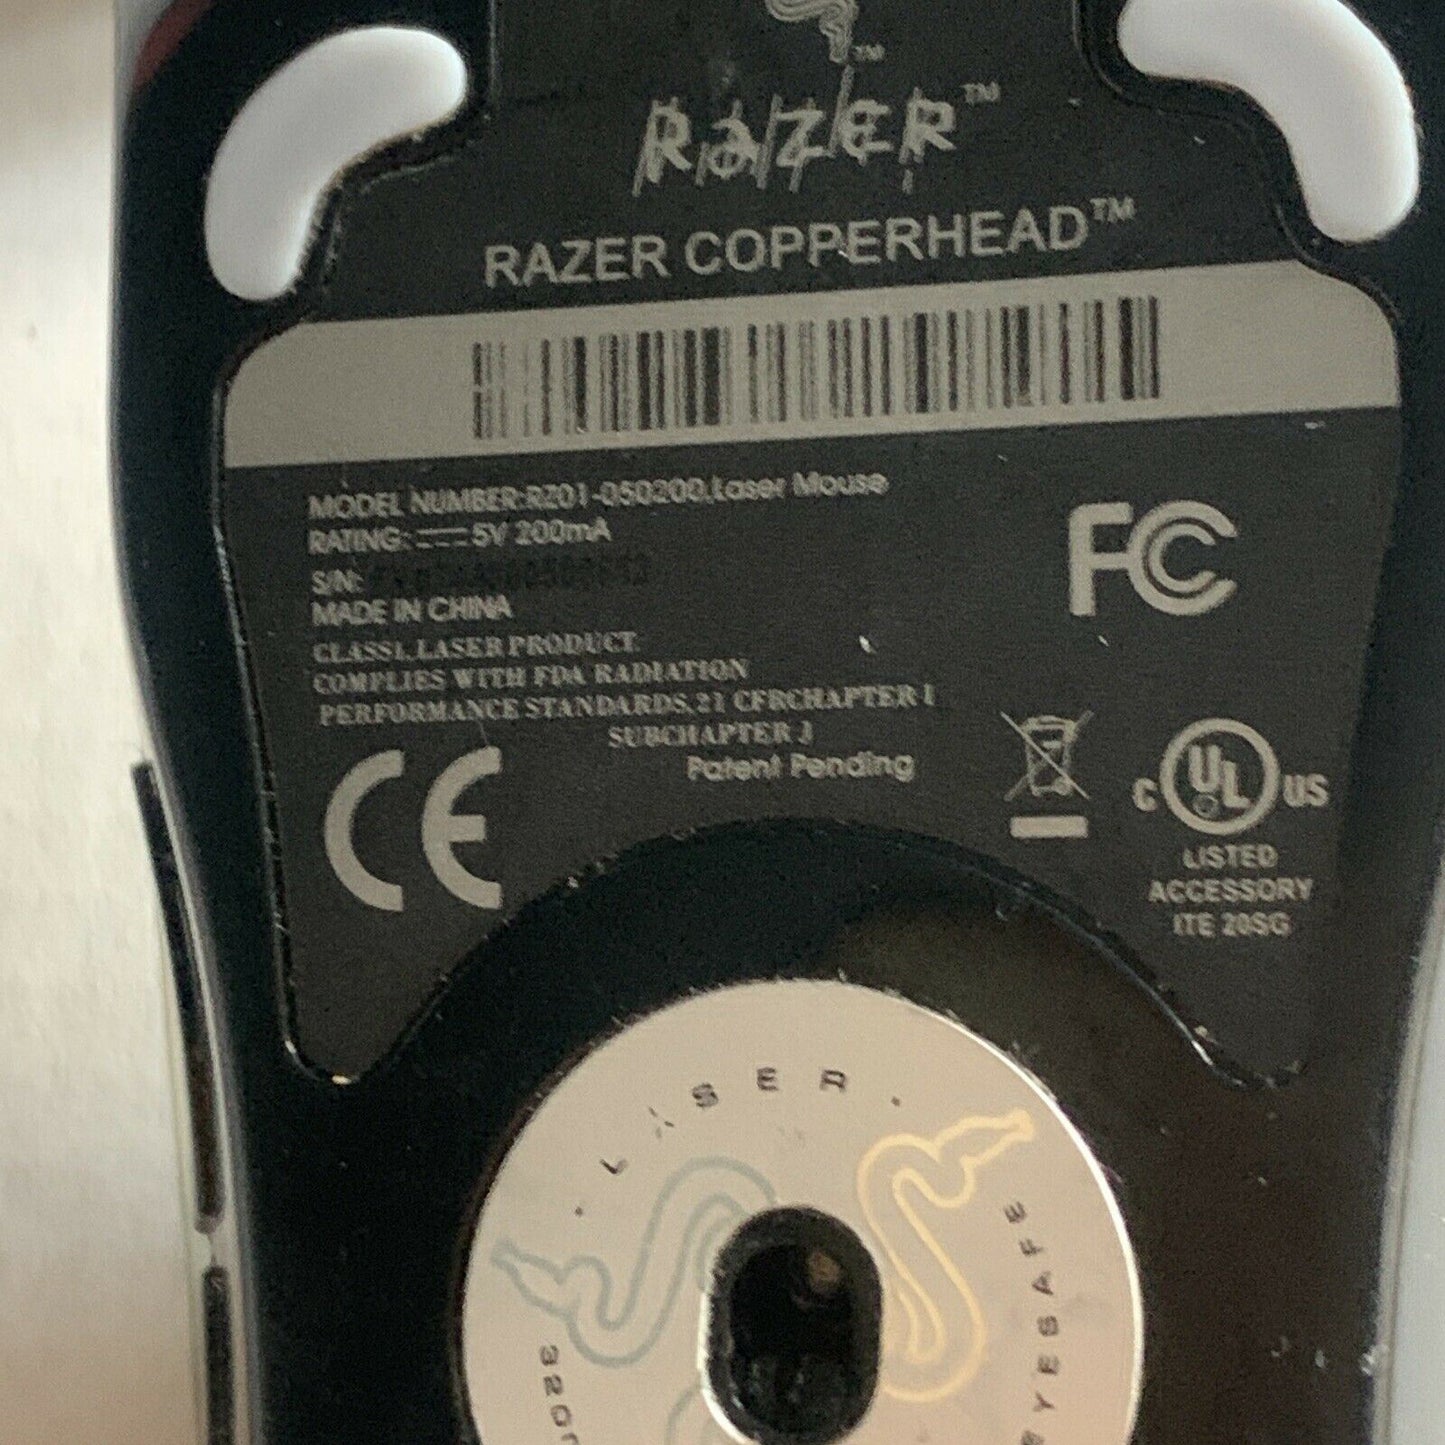 TM
RaZER™
RAZER COPPERHEAD™
MODEL NUMBER:RZ01-050200,Laser Mouse
RATING: 5V 200mA
S/N:
MADE IN CHINA
CLASS1, LASER PRODUCT
COMPLIES WITH FDA RADIATION
PERFORMANCE STANDARDS,21 CFRCHAPTER I
SUBCHAPTER J
Patent Pending
FC
CE
C UL US
LISTED
ACCESSORY
ITE 20SG
. LASER .
EYESAFE